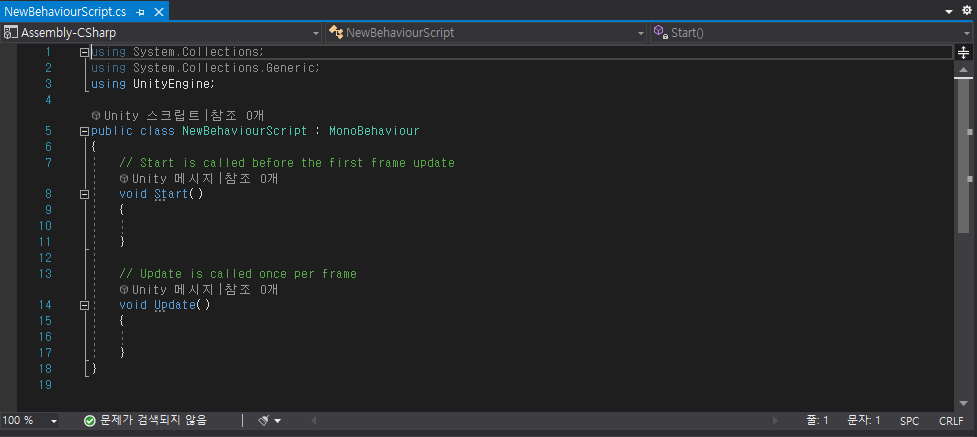 NewBehaviourScript.cs
Assembly-CSharp NewBehaviourScript Start()
1 using System.Collections;
2 using System.Collections.Generic;
3 using UnityEngine;
4
Unity 스크립트|참조 0개
5 public class NewBehaviourScript : MonoBehaviour
6 {
7 // Start is called before the first frame update
Unity 메시지|참조 0개
8 void Start()
9 {
10
11 }
12
13 // Update is called once per frame
Unity 메시지|참조 0개
14 void Update()
15 {
16
17 }
18 }
19
100 % 문제가 검색되지 않음 줄: 1 문자: 1 SPC CRLF